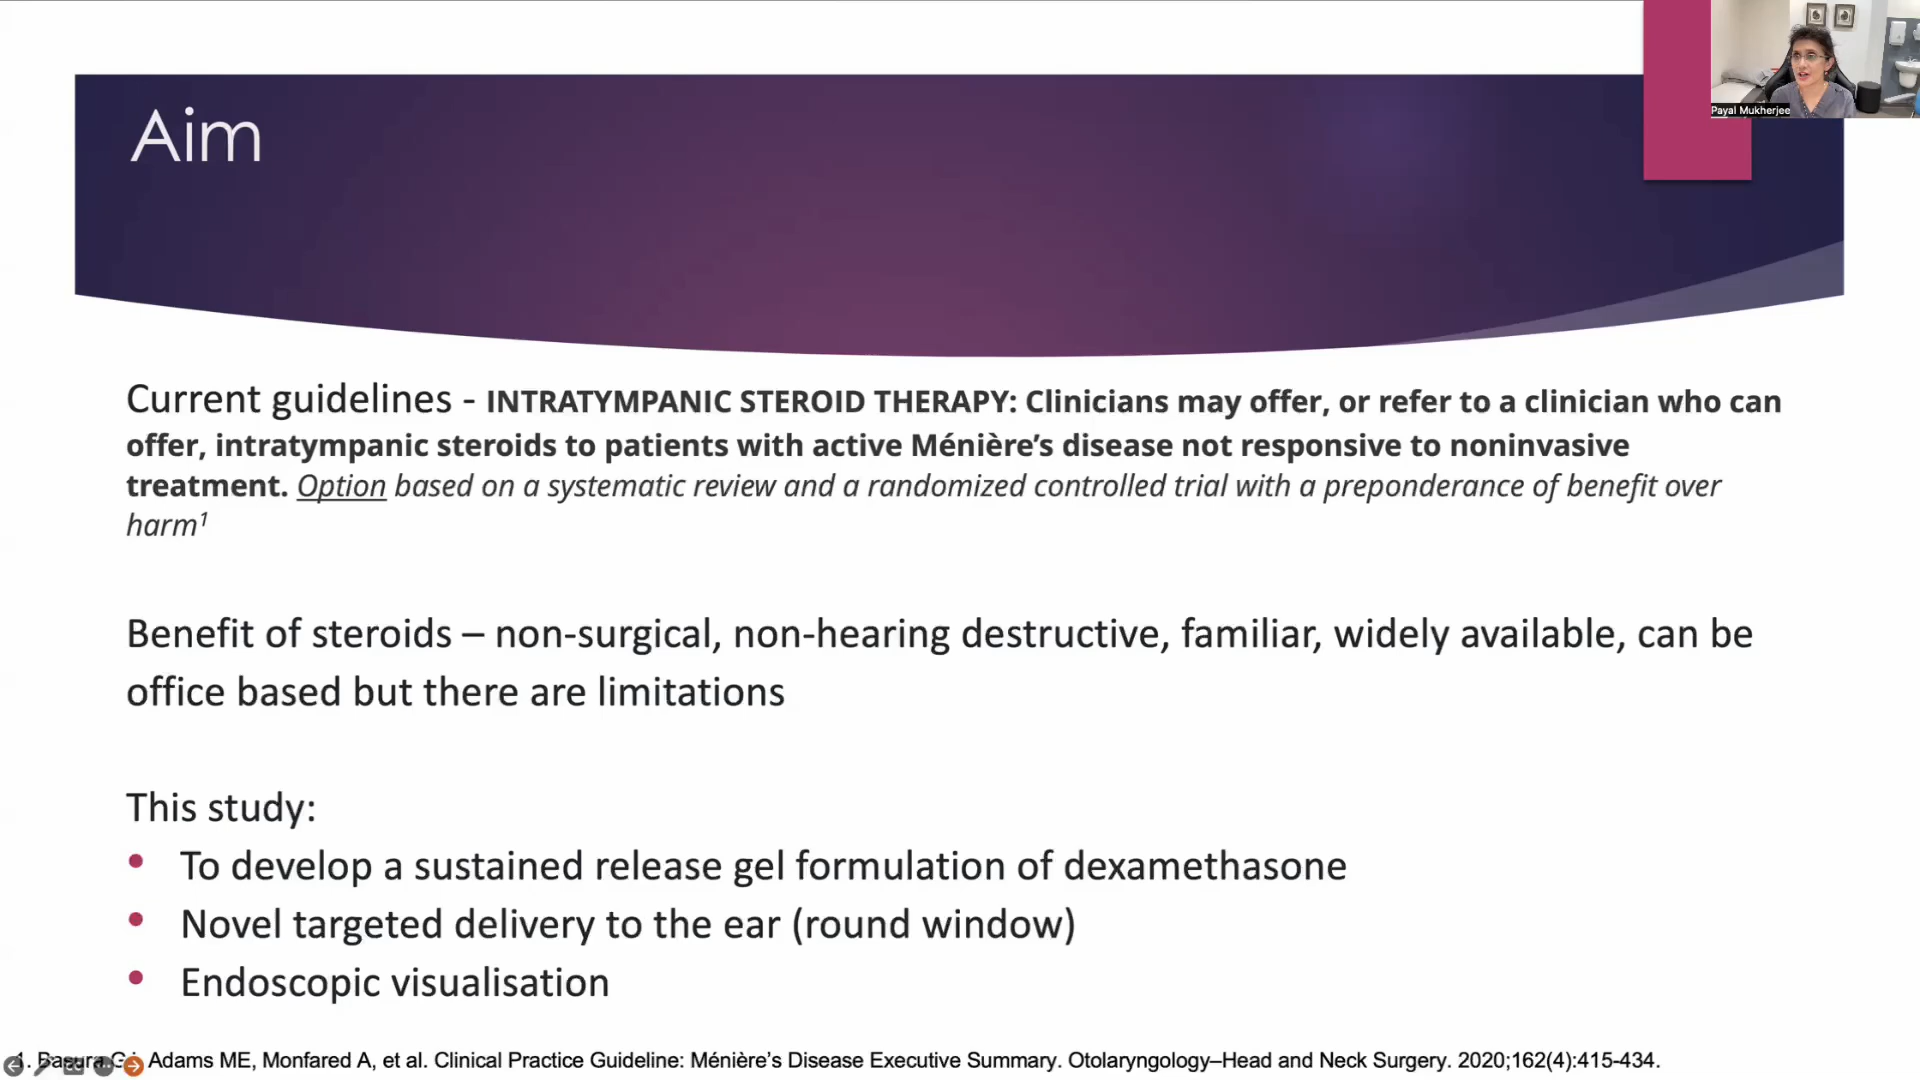 Payal Mukherjee
Aim
Current guidelines - INTRATYMPANIC STEROID THERAPY: Clinicians may offer, or refer to a clinician who can
offer, intratympanic steroids to patients with active Ménière’s disease not responsive to noninvasive
treatment. Option based on a systematic review and a randomized controlled trial with a preponderance of benefit over
harm1
Benefit of steroids – non-surgical, non-hearing destructive, familiar, widely available, can be
office based but there are limitations
This study:
• To develop a sustained release gel formulation of dexamethasone
• Novel targeted delivery to the ear (round window)
• Endoscopic visualisation
1. Basura Adams ME, Monfared A, et al. Clinical Practice Guideline: Ménière’s Disease Executive Summary. Otolaryngology–Head and Neck Surgery. 2020;162(4):415-434.